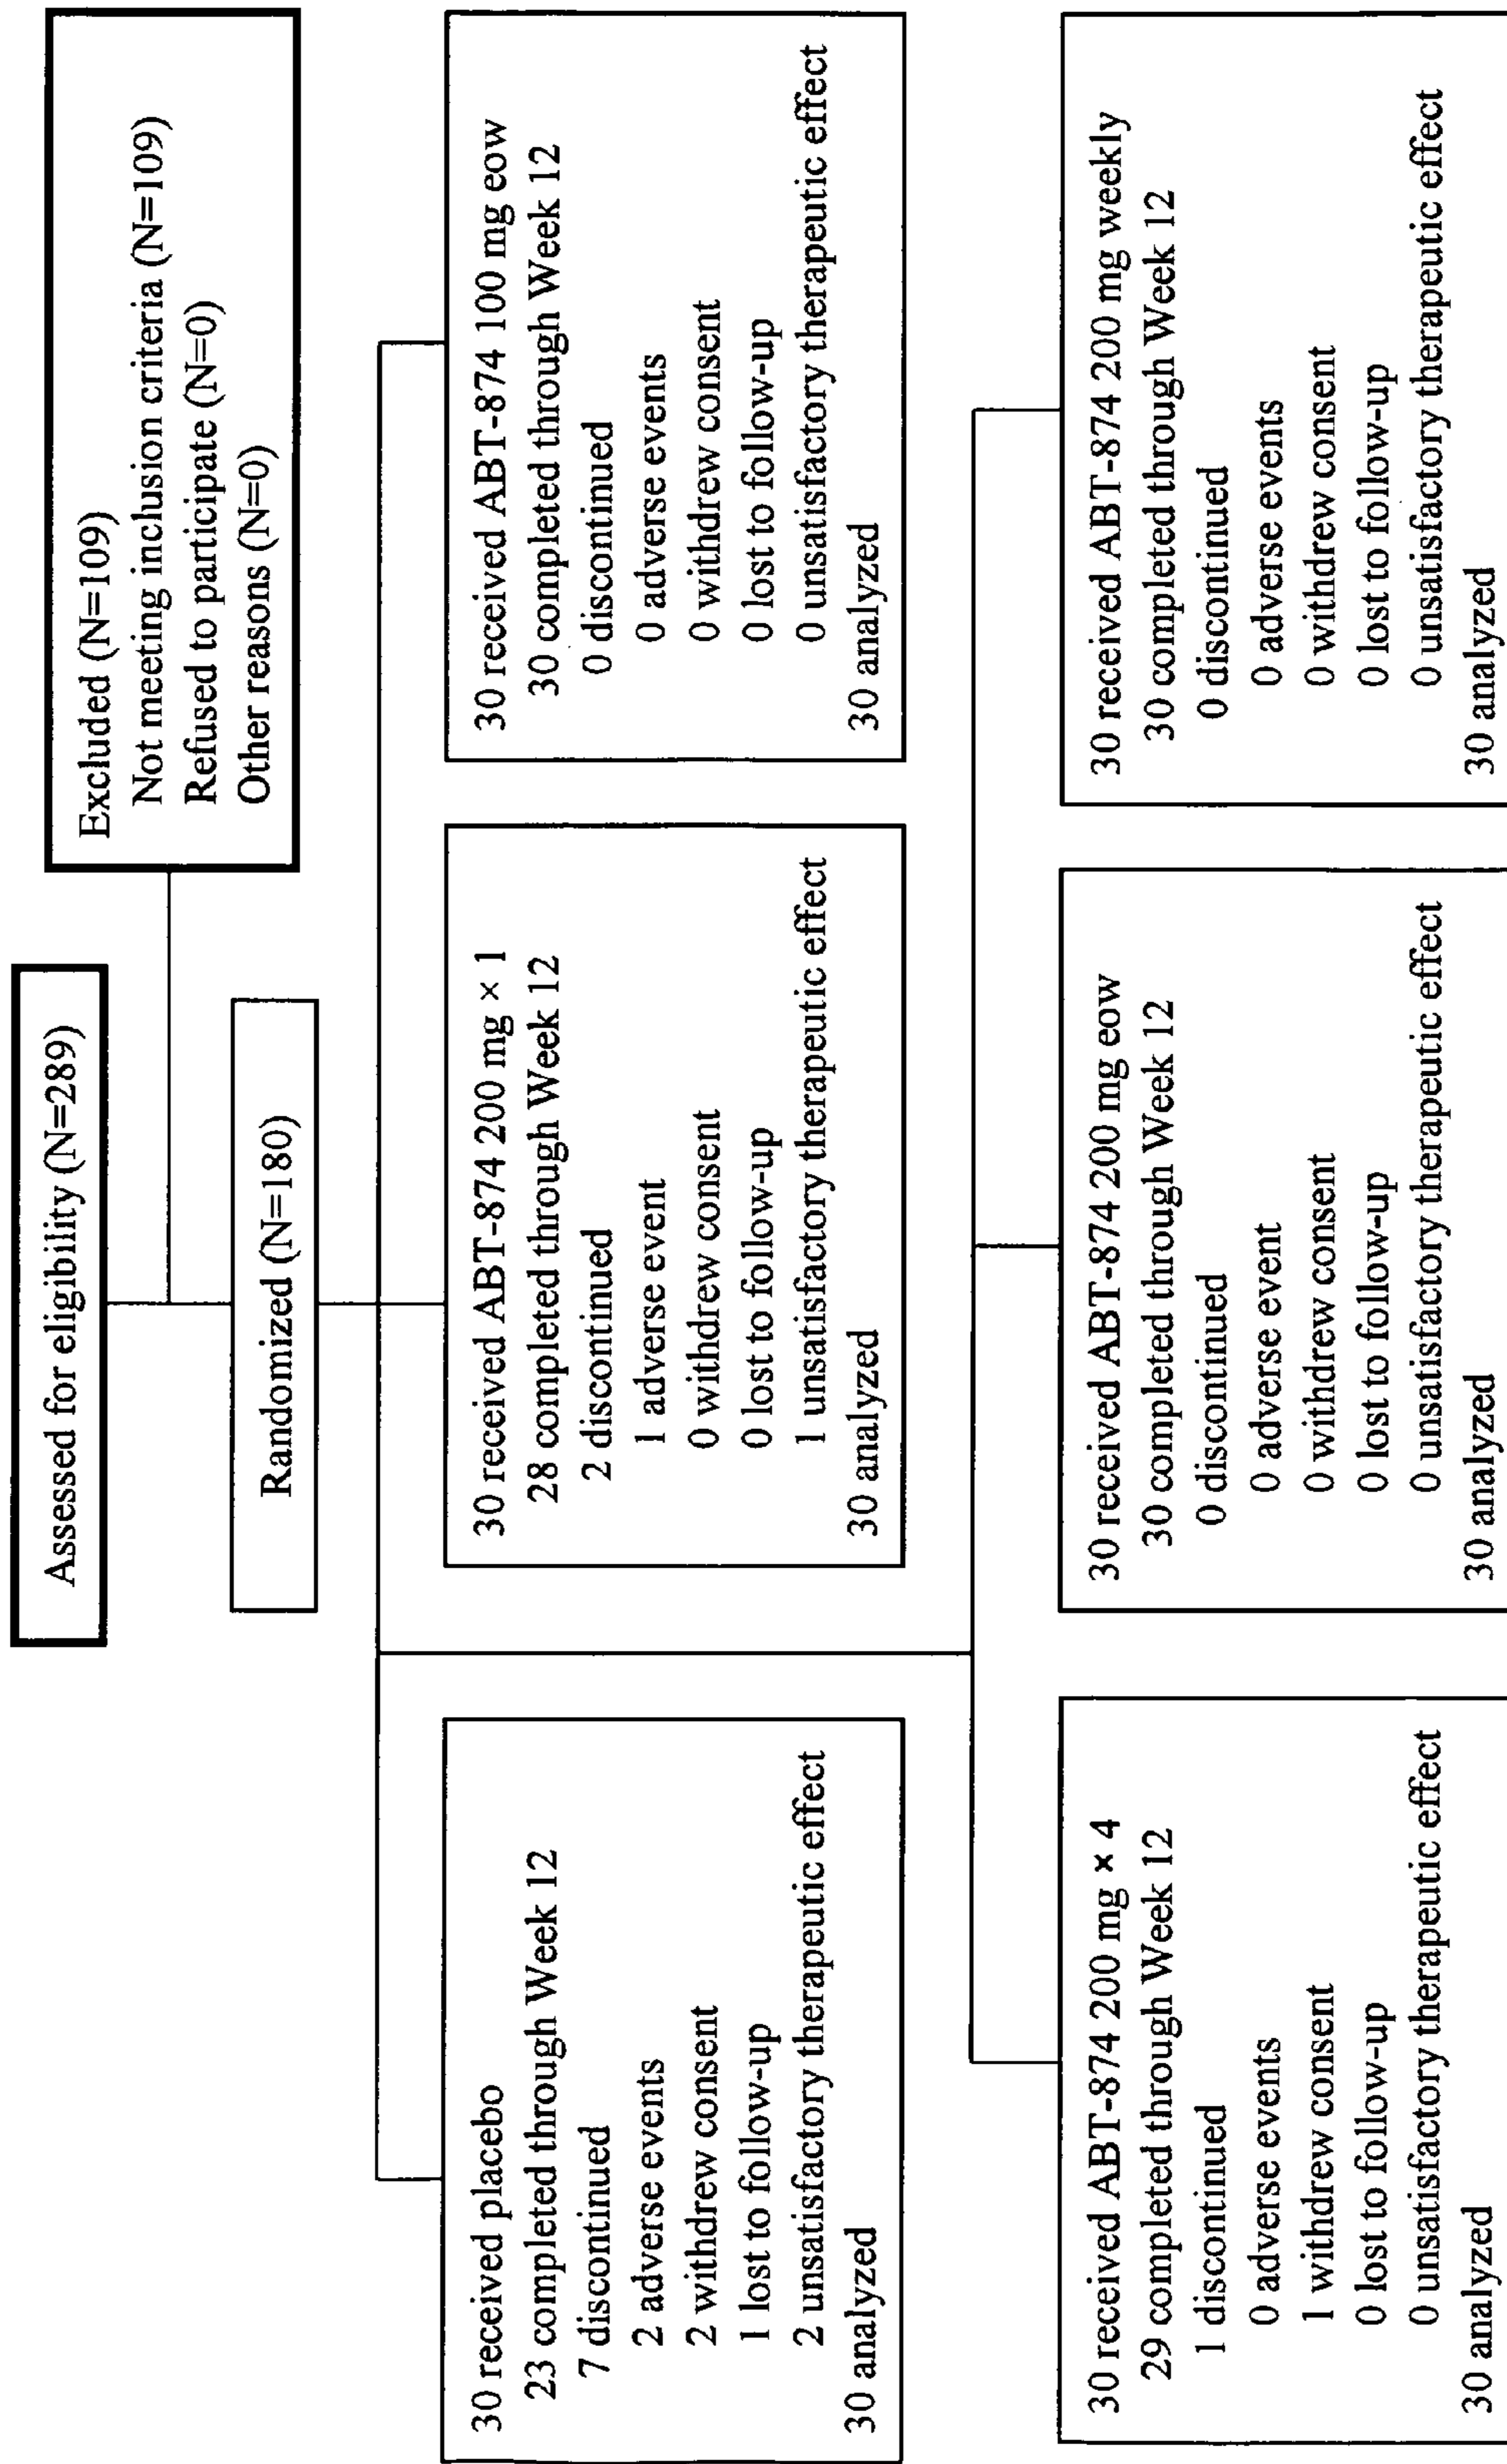 Assessed for eligibility (N=289)
Excluded (N=109)
Not meeting inclusion criteria (N=109)
Refused to participate (N=0)
Other reasons (N=0)
Randomized (N=180)
30 received placebo
23 completed through Week 12
7 discontinued
2 adverse events
2 withdrew consent
1 lost to follow-up
2 unsatisfactory therapeutic effect
30 analyzed
30 received ABT-874 200 mg × 1
28 completed through Week 12
2 discontinued
1 adverse event
0 withdrew consent
0 lost to follow-up
1 unsatisfactory therapeutic effect
30 analyzed
30 received ABT-874 100 mg eow
30 completed through Week 12
0 discontinued
0 adverse events
0 withdrew consent
0 lost to follow-up
0 unsatisfactory therapeutic effect
30 analyzed
30 received ABT-874 200 mg × 4
29 completed through Week 12
1 discontinued
0 adverse events
1 withdrew consent
0 lost to follow-up
0 unsatisfactory therapeutic effect
30 analyzed
30 received ABT-874 200 mg eow
30 completed through Week 12
0 discontinued
0 adverse event
0 withdrew consent
0 lost to follow-up
0 unsatisfactory therapeutic effect
30 analyzed
30 received ABT-874 200 mg weekly
30 completed through Week 12
0 discontinued
0 adverse events
0 withdrew consent
0 lost to follow-up
0 unsatisfactory therapeutic effect
30 analyzed